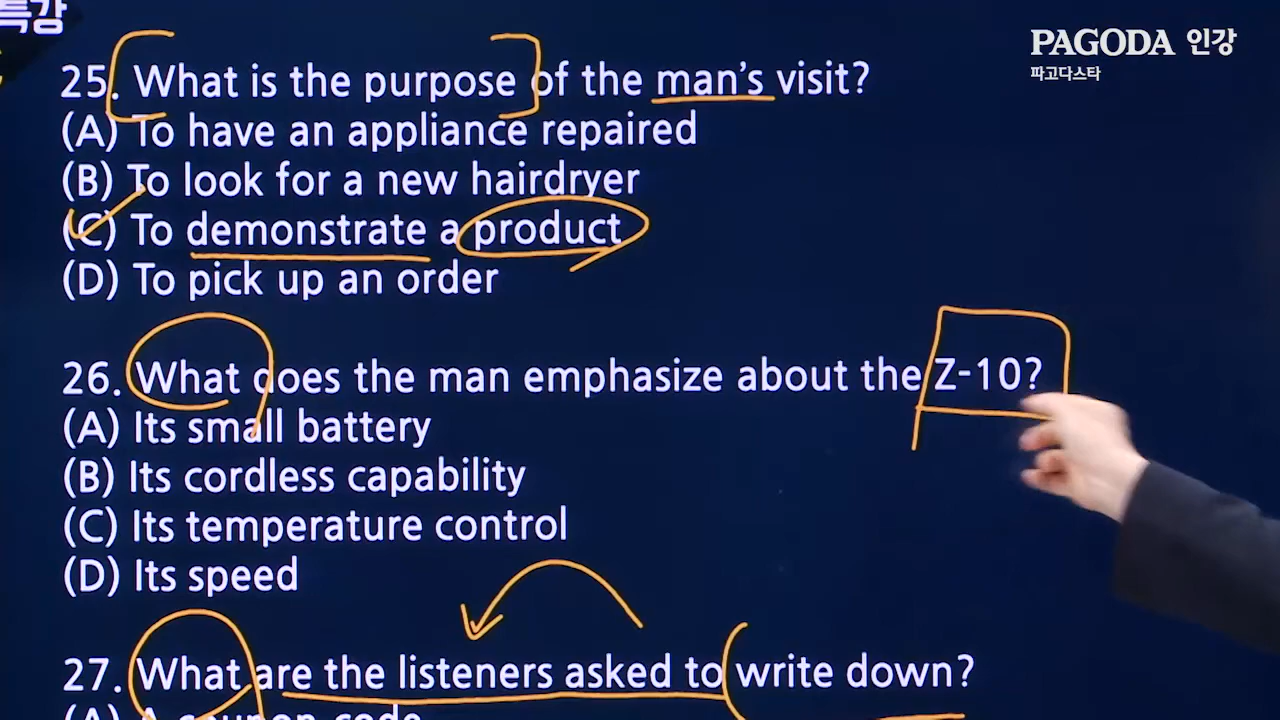 특강
PAGODA 인강
파고다스타
25. What is the purpose of the man's visit?
(A) To have an appliance repaired
(B) To look for a new hairdryer
(C) To demonstrate a product
(D) To pick up an order
26. What does the man emphasize about the Z-10?
(A) Its small battery
(B) Its cordless capability
(C) Its temperature control
(D) Its speed
27. What are the listeners asked to write down?
(A) A coupon code